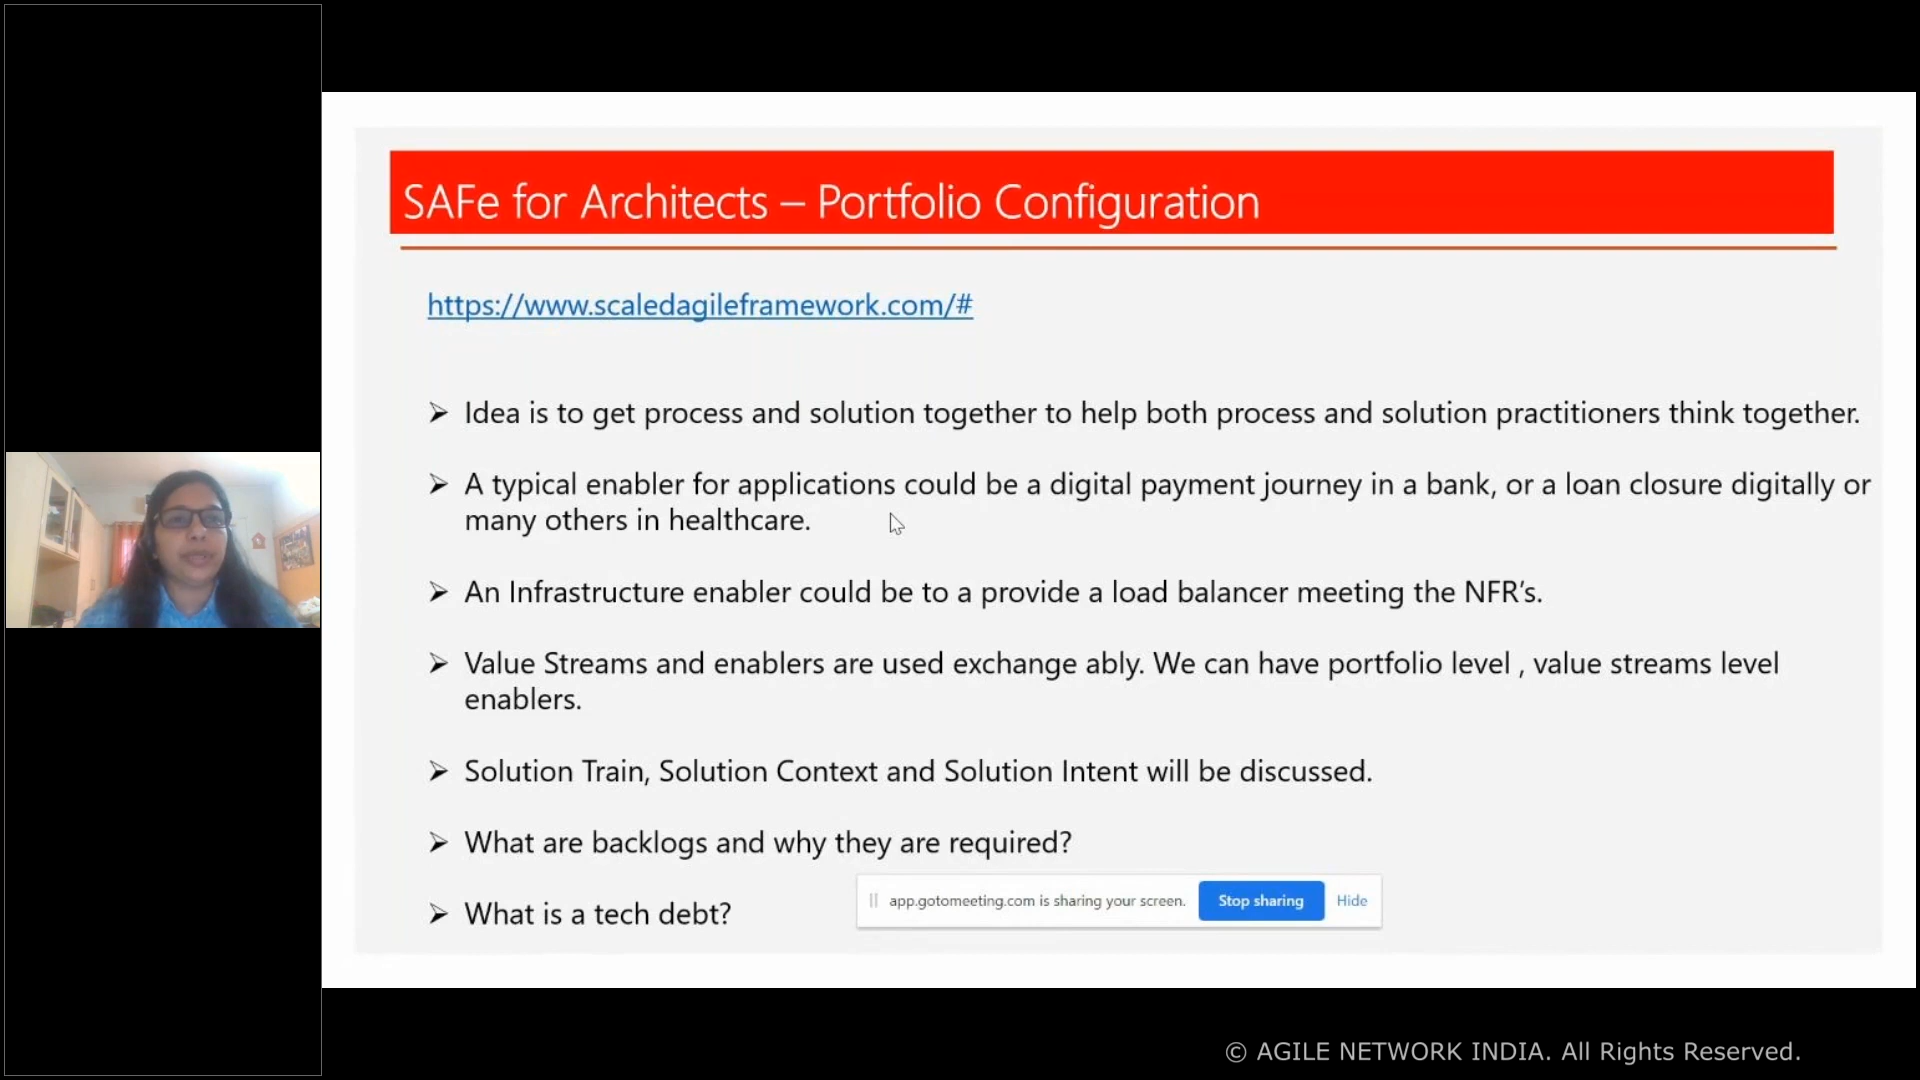 SAFe for Architects – Portfolio Configuration
https://www.scaledagileframework.com/#
➢ Idea is to get process and solution together to help both process and solution practitioners think together.
➢ A typical enabler for applications could be a digital payment journey in a bank, or a loan closure digitally or
many others in healthcare.
➢ An Infrastructure enabler could be to a provide a load balancer meeting the NFR's.
➢ Value Streams and enablers are used exchange ably. We can have portfolio level , value streams level
enablers.
➢ Solution Train, Solution Context and Solution Intent will be discussed.
➢ What are backlogs and why they are required?
➢ What is a tech debt?
app.gotomeeting.com is sharing your screen. Stop sharing Hide
© AGILE NETWORK INDIA. All Rights Reserved.